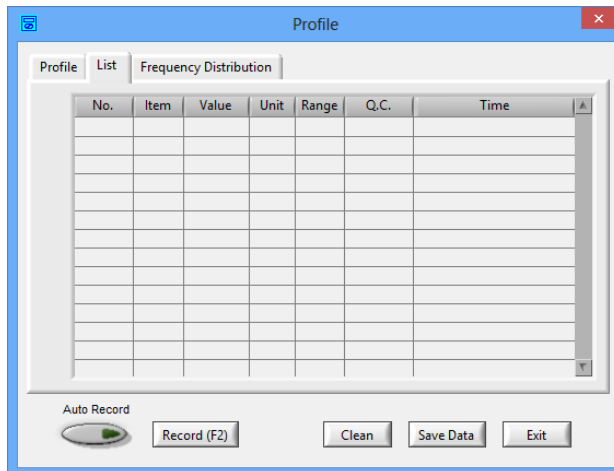 Profile
Profile List Frequency Distribution
No. Item Value Unit Range Q.C. Time
Auto Record
Record (F2) Clean Save Data Exit